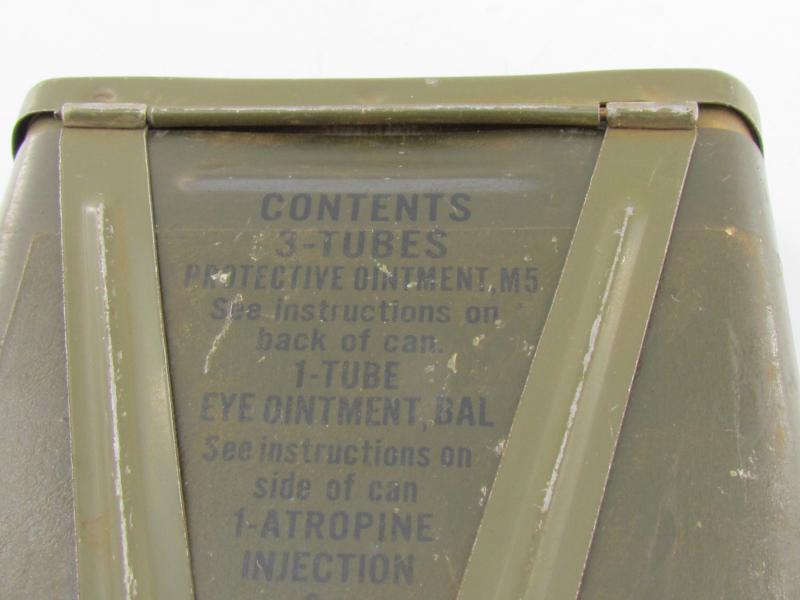 CONTENTS
3-TUBES
PROTECTIVE OINTMENT, M5
See instructions on
back of can.
1-TUBE
EYE OINTMENT, BAL
See instructions on
side of can
1-ATROPINE
INJECTION